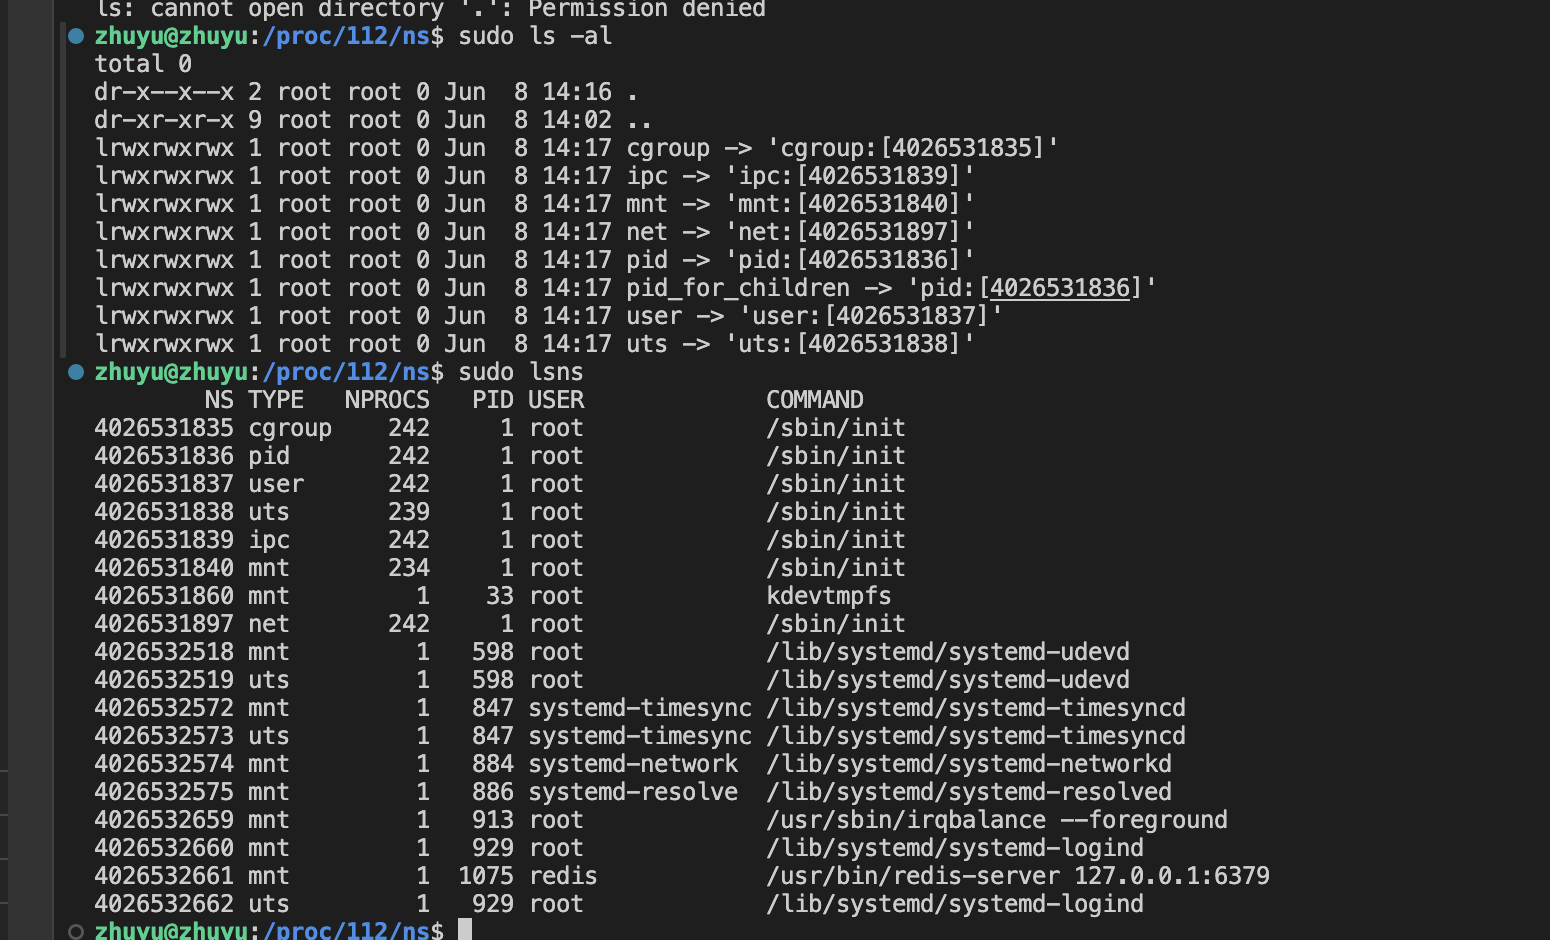 ls: cannot open directory '.': Permission denied
zhuyu@zhuyu:/proc/112/ns$ sudo ls -al
total 0
dr-x--x--x 2 root root 0 Jun  8 14:16 .
dr-xr-xr-x 9 root root 0 Jun  8 14:02 ..
lrwxrwxrwx 1 root root 0 Jun  8 14:17 cgroup -> 'cgroup:[4026531835]'
lrwxrwxrwx 1 root root 0 Jun  8 14:17 ipc -> 'ipc:[4026531839]'
lrwxrwxrwx 1 root root 0 Jun  8 14:17 mnt -> 'mnt:[4026531840]'
lrwxrwxrwx 1 root root 0 Jun  8 14:17 net -> 'net:[4026531897]'
lrwxrwxrwx 1 root root 0 Jun  8 14:17 pid -> 'pid:[4026531836]'
lrwxrwxrwx 1 root root 0 Jun  8 14:17 pid_for_children -> 'pid:[4026531836]'
lrwxrwxrwx 1 root root 0 Jun  8 14:17 user -> 'user:[4026531837]'
lrwxrwxrwx 1 root root 0 Jun  8 14:17 uts -> 'uts:[4026531838]'
zhuyu@zhuyu:/proc/112/ns$ sudo lsns
        NS TYPE   NPROCS   PID USER             COMMAND
4026531835 cgroup    242     1 root             /sbin/init
4026531836 pid       242     1 root             /sbin/init
4026531837 user      242     1 root             /sbin/init
4026531838 uts       239     1 root             /sbin/init
4026531839 ipc       242     1 root             /sbin/init
4026531840 mnt       234     1 root             /sbin/init
4026531860 mnt         1    33 root             kdevtmpfs
4026531897 net       242     1 root             /sbin/init
4026532518 mnt         1   598 root             /lib/systemd/systemd-udevd
4026532519 uts         1   598 root             /lib/systemd/systemd-udevd
4026532572 mnt         1   847 systemd-timesync /lib/systemd/systemd-timesyncd
4026532573 uts         1   847 systemd-timesync /lib/systemd/systemd-timesyncd
4026532574 mnt         1   884 systemd-network  /lib/systemd/systemd-networkd
4026532575 mnt         1   886 systemd-resolve  /lib/systemd/systemd-resolved
4026532659 mnt         1   913 root             /usr/sbin/irqbalance --foreground
4026532660 mnt         1   929 root             /lib/systemd/systemd-logind
4026532661 mnt         1  1075 redis            /usr/bin/redis-server 127.0.0.1:6379
4026532662 uts         1   929 root             /lib/systemd/systemd-logind
zhuyu@zhuyu:/proc/112/ns$